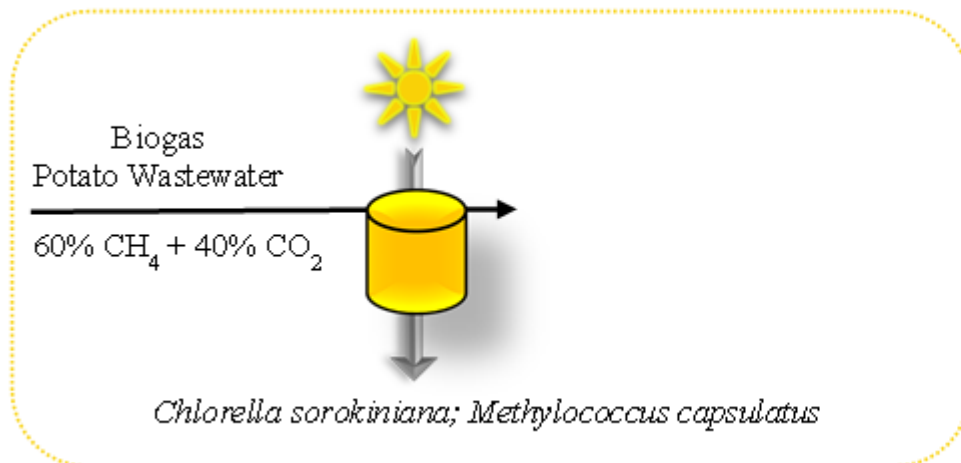 Biogas
Potato Wastewater
60% CH₄ + 40% CO₂
Chlorella sorokiniana; Methylococcus capsulatus